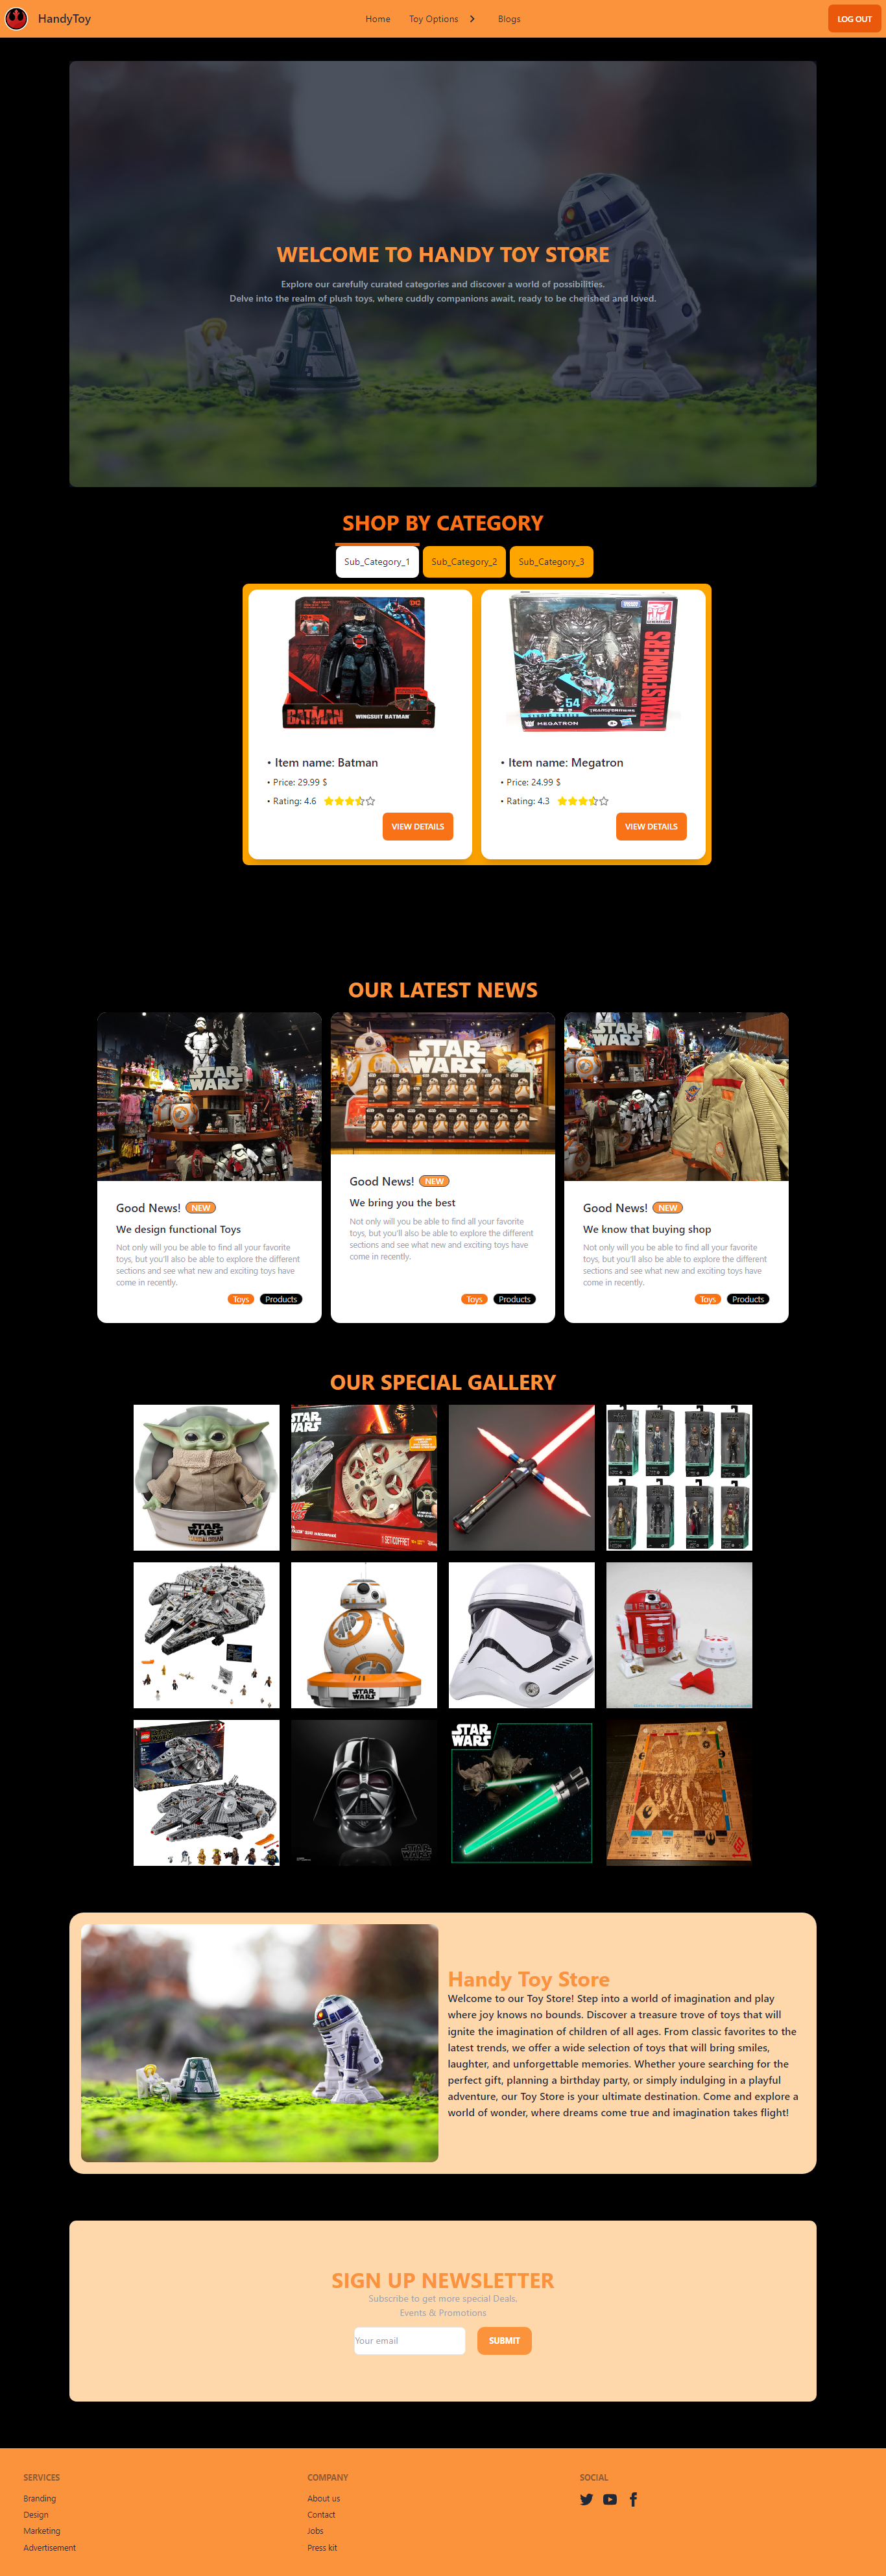 HandyToy
Home
Toy Options
Blogs
LOG OUT
WELCOME TO HANDY TOY STORE
Explore our carefully curated categories and discover a world of possibilities.
Delve into the realm of plush toys, where cuddly companions await, ready to be cherished and loved.
SHOP BY CATEGORY
Sub_Category_1
Sub_Category_2
Sub_Category_3
BATMAN
WINGSUIT BATMAN
• Item name: Batman
• Price: 29.99 $
• Rating: 4.6
VIEW DETAILS
TRANSFORMERS
54
MEGATRON
• Item name: Megatron
• Price: 24.99 $
• Rating: 4.3
VIEW DETAILS
OUR LATEST NEWS
STAR
WARS
Good News! NEW
We design functional Toys
Not only will you be able to find all your favorite
toys, but you'll also be able to explore the different
sections and see what new and exciting toys have
come in recently.
Toys
Products
STAR
WARS
Good News! NEW
We bring you the best
Not only will you be able to find all your favorite
toys, but you'll also be able to explore the different
sections and see what new and exciting toys have
come in recently.
Toys
Products
STAR
WARS
Good News! NEW
We know that buying shop
Not only will you be able to find all your favorite
toys, but you'll also be able to explore the different
sections and see what new and exciting toys have
come in recently.
Toys
Products
OUR SPECIAL GALLERY
STAR
WARS
STAR
WARS
STAR
WARS
STAR
WARS
Handy Toy Store
Welcome to our Toy Store! Step into a world of imagination and play
where joy knows no bounds. Discover a treasure trove of toys that will
ignite the imagination of children of all ages. From classic favorites to the
latest trends, we offer a wide selection of toys that will bring smiles,
laughter, and unforgettable memories. Whether youre searching for the
perfect gift, planning a birthday party, or simply indulging in a playful
adventure, our Toy Store is your ultimate destination. Come and explore a
world of wonder, where dreams come true and imagination takes flight!
SIGN UP NEWSLETTER
Subscribe to get more special Deals,
Events & Promotions
Your email
SUBMIT
SERVICES
Branding
Design
Marketing
Advertisement
COMPANY
About us
Contact
Jobs
Press kit
SOCIAL